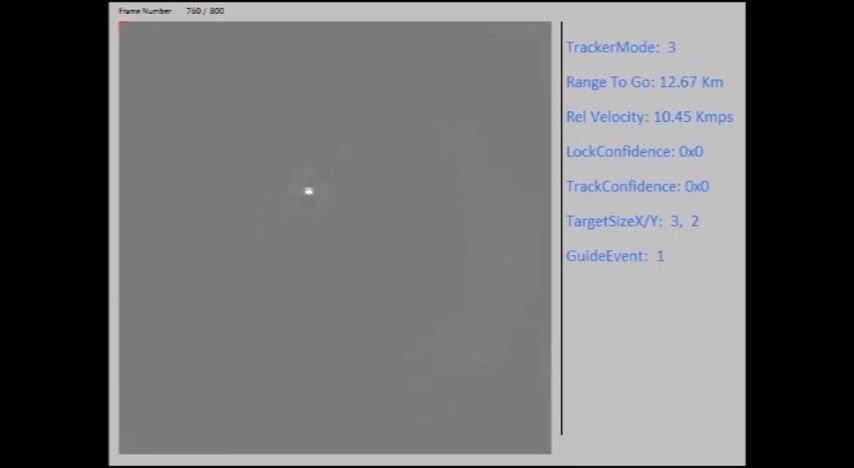 Frame Number 760 / 800
TrackerMode: 3
Range To Go: 12.67 Km
Rel Velocity: 10.45 Kmps
LockConfidence: 0x0
TrackConfidence: 0x0
TargetSizeX/Y: 3, 2
GuideEvent: 1